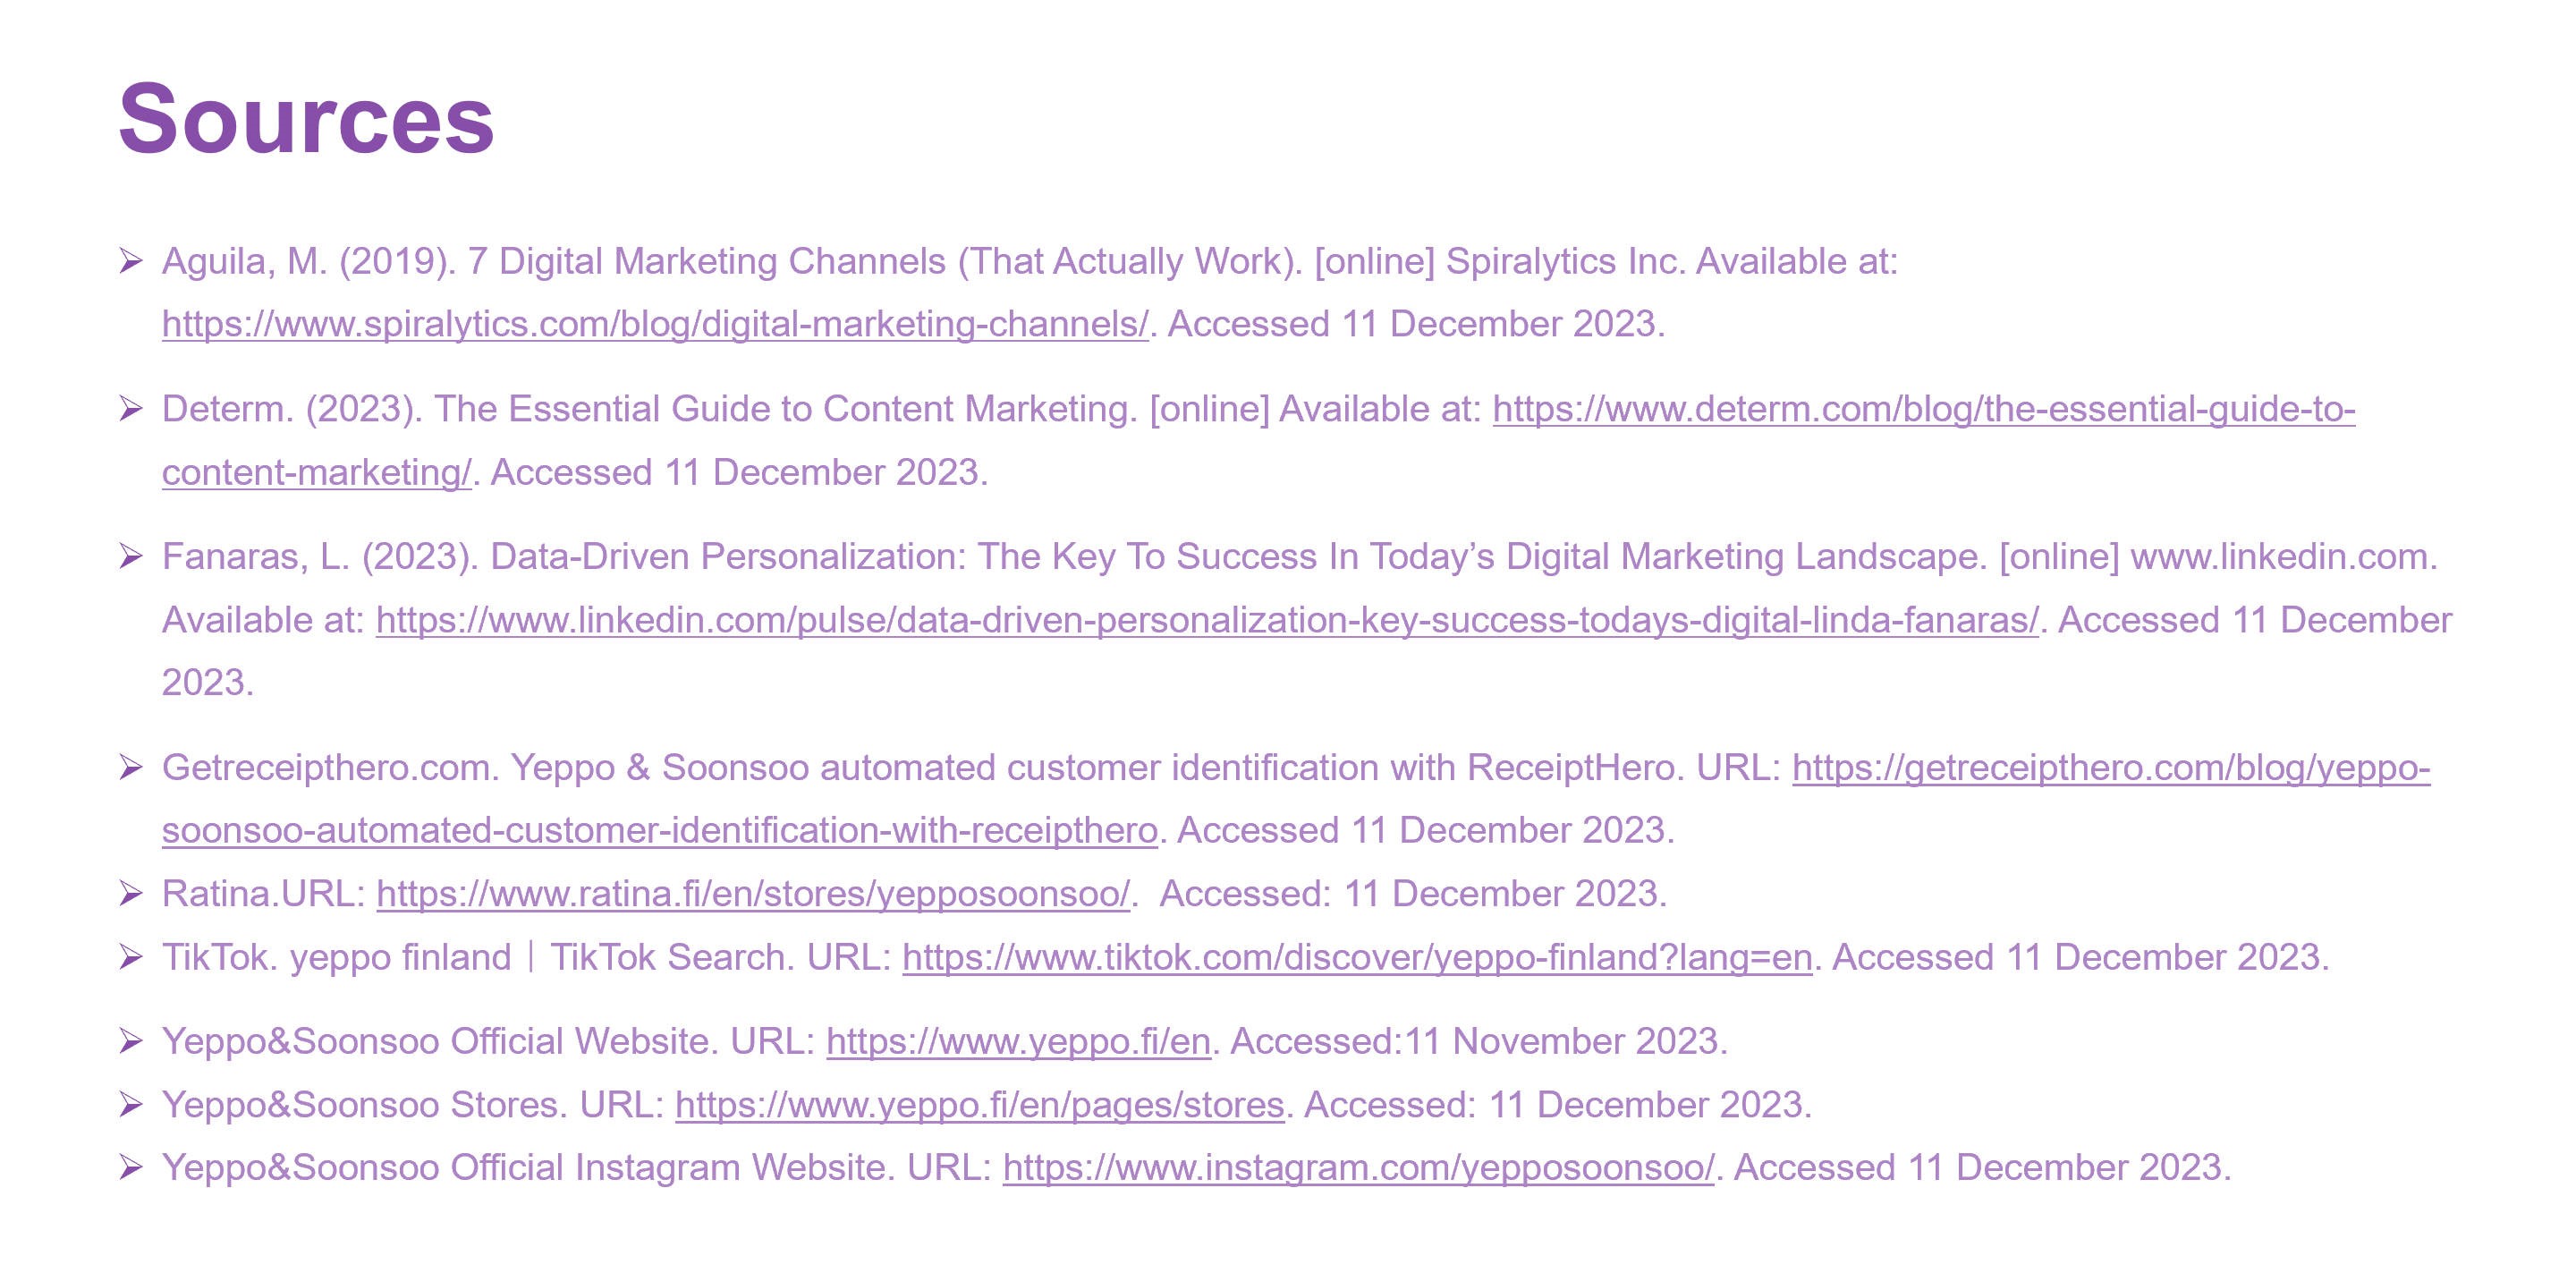 Sources
➢ Aguila, M. (2019). 7 Digital Marketing Channels (That Actually Work). [online] Spiralytics Inc. Available at:
https://www.spiralytics.com/blog/digital-marketing-channels/. Accessed 11 December 2023.
➢ Determ. (2023). The Essential Guide to Content Marketing. [online] Available at: https://www.determ.com/blog/the-essential-guide-to-
content-marketing/. Accessed 11 December 2023.
➢ Fanaras, L. (2023). Data-Driven Personalization: The Key To Success In Today’s Digital Marketing Landscape. [online] www.linkedin.com.
Available at: https://www.linkedin.com/pulse/data-driven-personalization-key-success-todays-digital-linda-fanaras/. Accessed 11 December
2023.
➢ Getreceipthero.com. Yeppo & Soonsoo automated customer identification with ReceiptHero. URL: https://getreceipthero.com/blog/yeppo-
soonsoo-automated-customer-identification-with-receipthero. Accessed 11 December 2023.
➢ Ratina.URL: https://www.ratina.fi/en/stores/yepposoonsoo/.  Accessed: 11 December 2023.
➢ TikTok. yeppo finland｜TikTok Search. URL: https://www.tiktok.com/discover/yeppo-finland?lang=en. Accessed 11 December 2023.
➢ Yeppo&Soonsoo Official Website. URL: https://www.yeppo.fi/en. Accessed:11 November 2023.
➢ Yeppo&Soonsoo Stores. URL: https://www.yeppo.fi/en/pages/stores. Accessed: 11 December 2023.
➢ Yeppo&Soonsoo Official Instagram Website. URL: https://www.instagram.com/yepposoonsoo/. Accessed 11 December 2023.